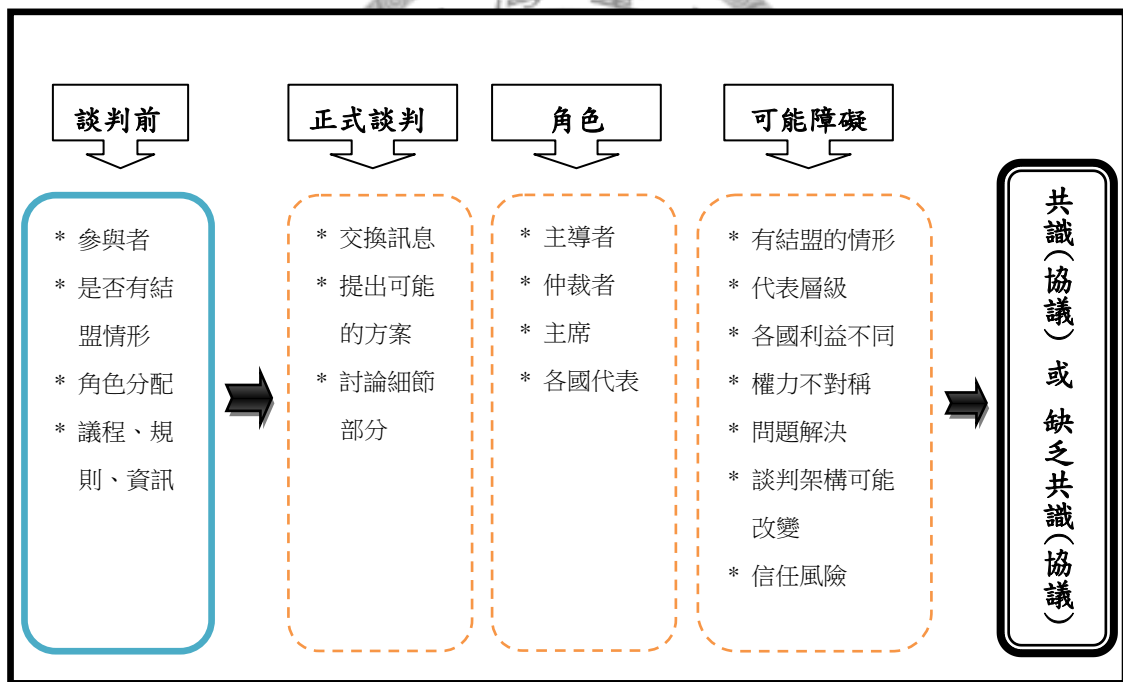 談判前
* 參與者
* 是否有結
盟情形
* 角色分配
* 議程、規
則、資訊
正式談判
* 交換訊息
* 提出可能
的方案
* 討論細節
部分
角色
* 主導者
* 仲裁者
* 主席
* 各國代表
可能障礙
* 有結盟的情形
* 代表層級
* 各國利益不同
* 權力不對稱
* 問題解決
* 談判架構可能
改變
* 信任風險
共識(協議) 或 缺乏共識(協議)